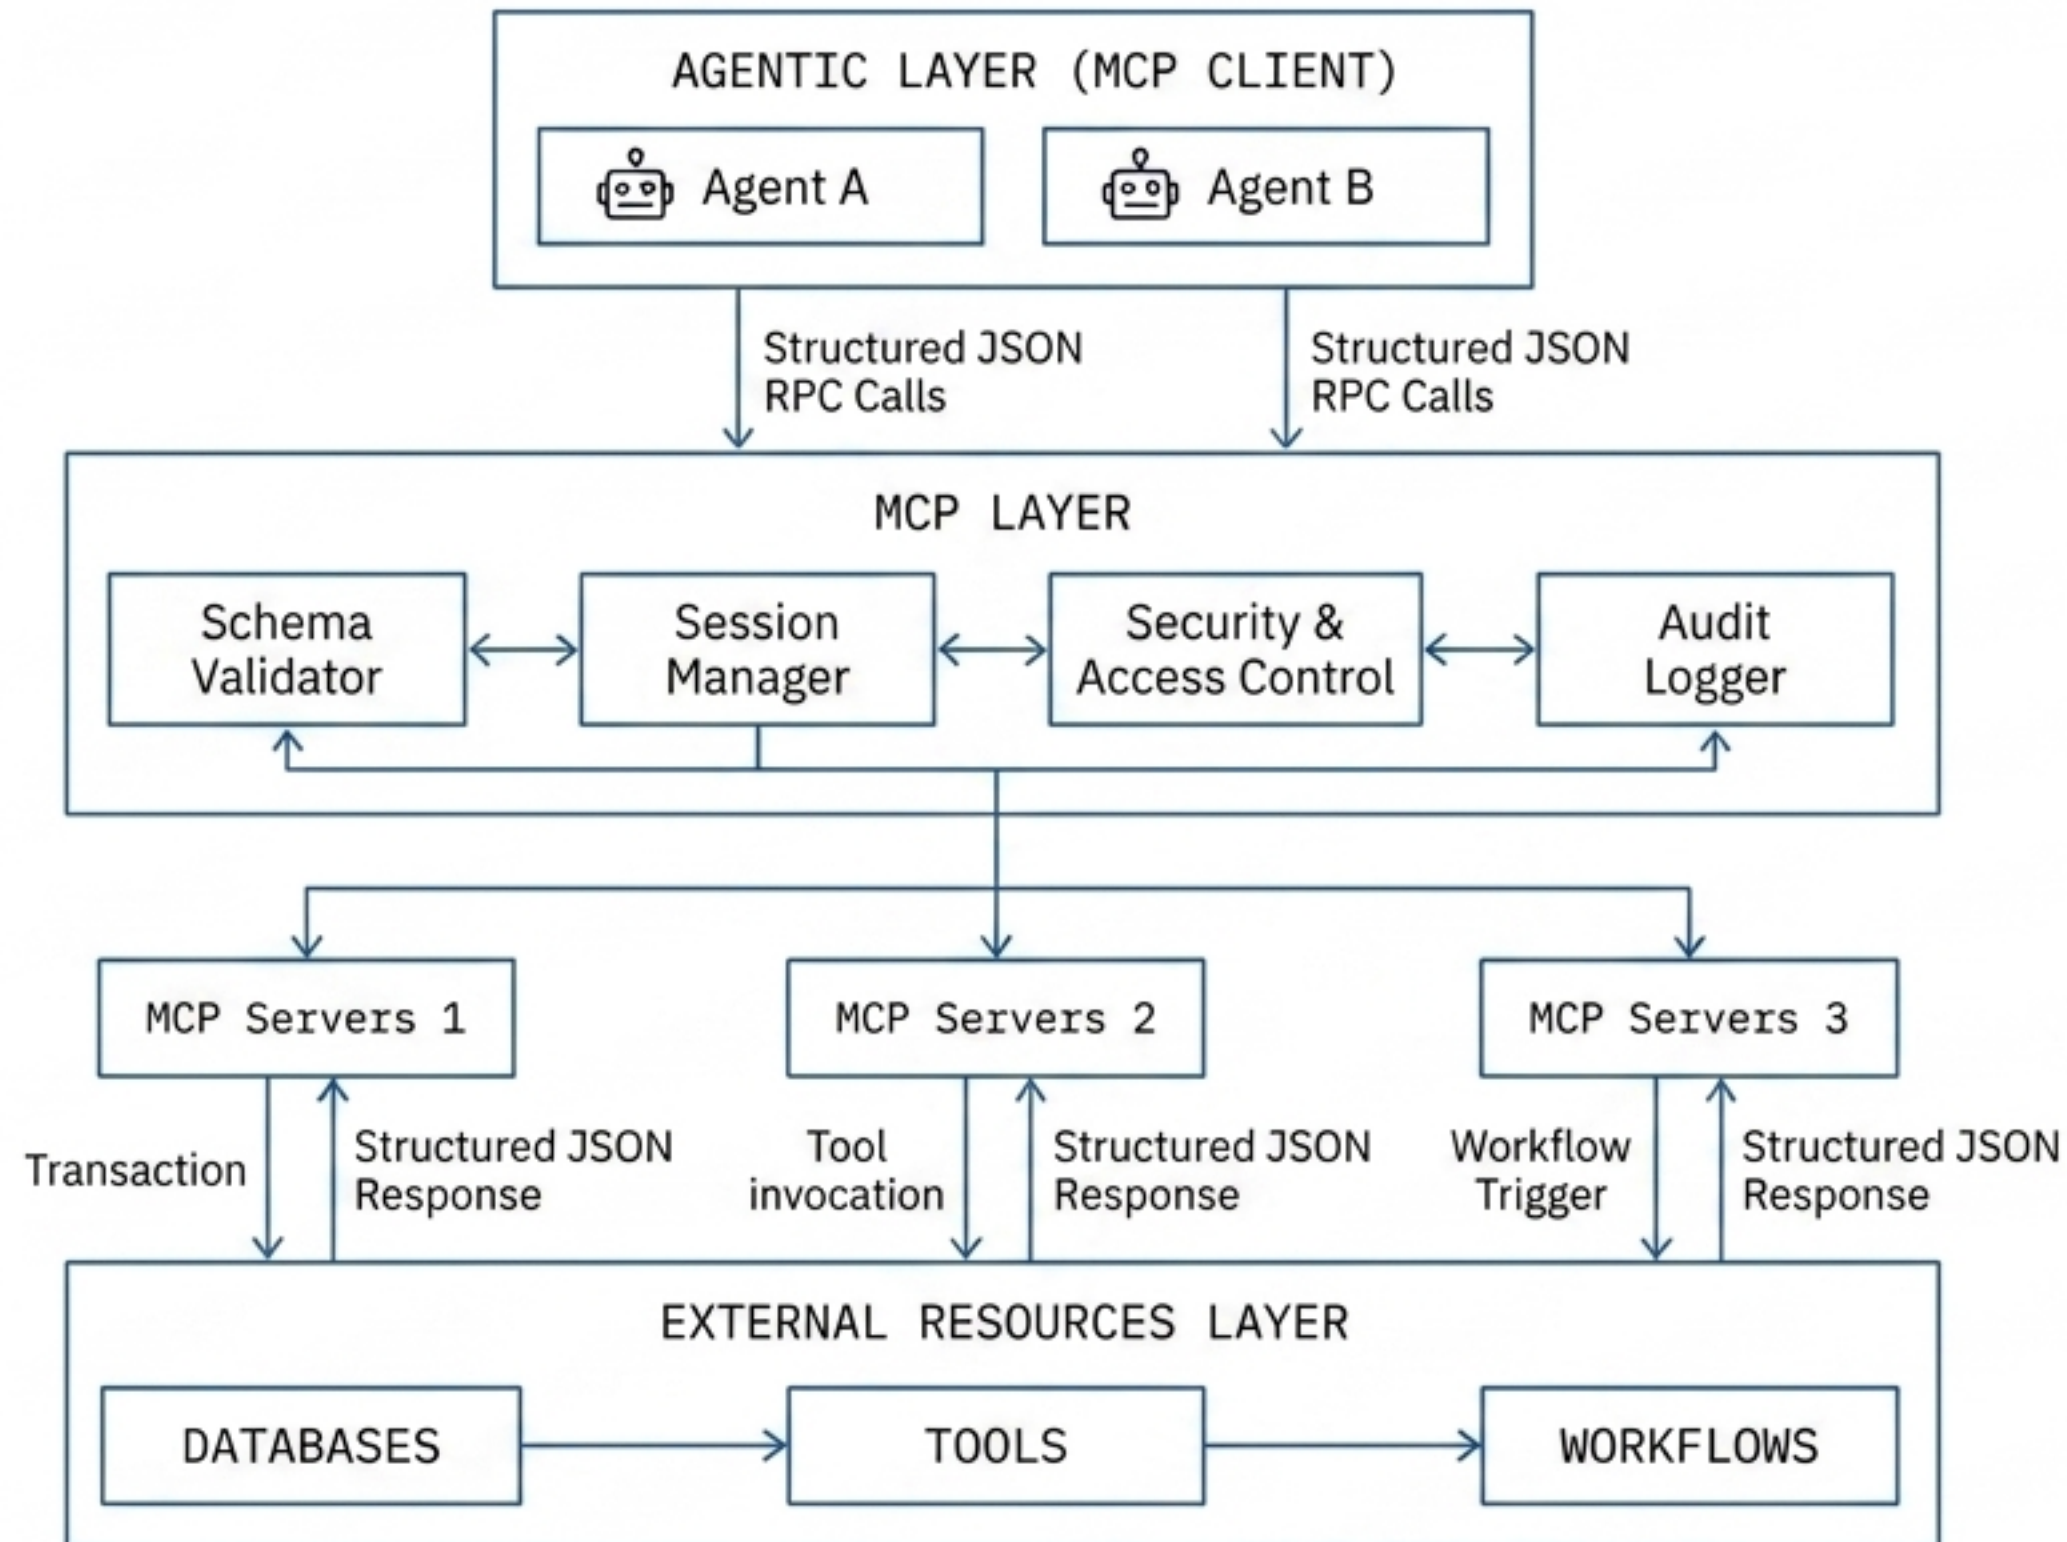 AGENTIC LAYER (MCP CLIENT)
Agent A
Agent B
Structured JSON
RPC Calls
Structured JSON
RPC Calls
MCP LAYER
Schema
Validator
Session
Manager
Security &
Access Control
Audit
Logger
MCP Servers 1
MCP Servers 2
MCP Servers 3
Transaction
Structured JSON
Response
Tool
invocation
Structured JSON
Response
Workflow
Trigger
Structured JSON
Response
EXTERNAL RESOURCES LAYER
DATABASES
TOOLS
WORKFLOWS